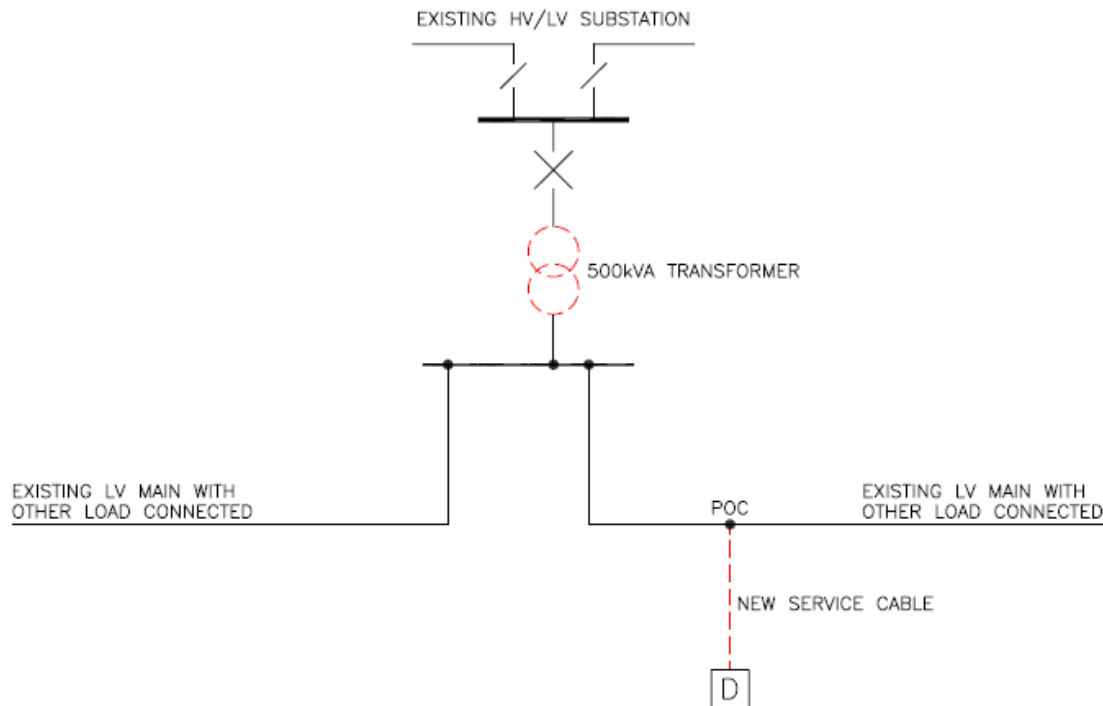 EXISTING HV/LV SUBSTATION
500kVA TRANSFORMER
EXISTING LV MAIN WITH
OTHER LOAD CONNECTED
EXISTING LV MAIN WITH
OTHER LOAD CONNECTED
POC
NEW SERVICE CABLE
D